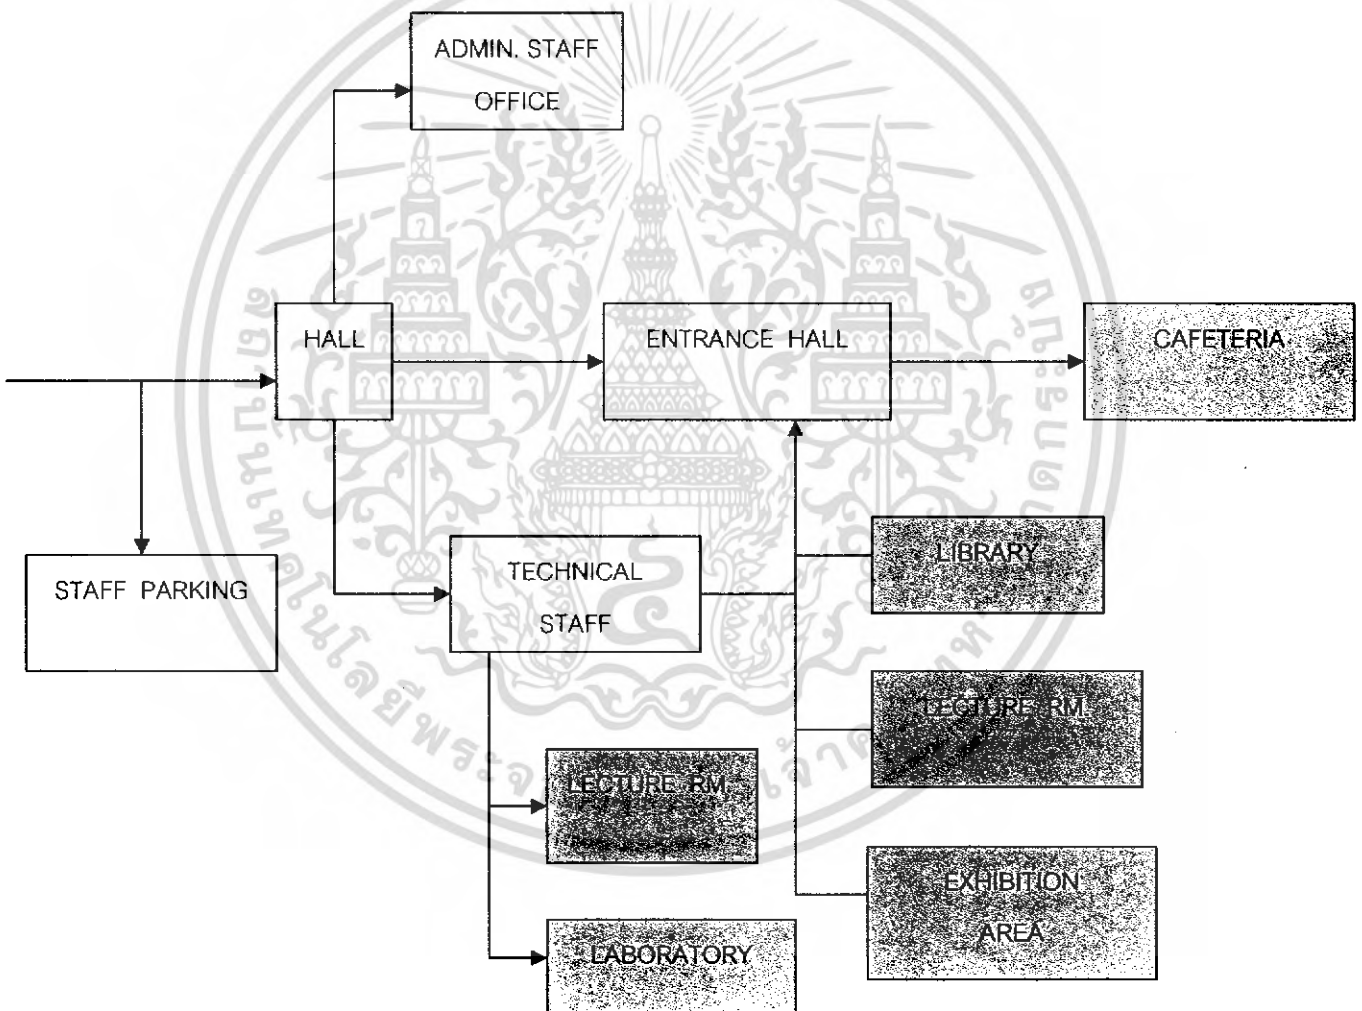 ADMIN. STAFF
OFFICE
HALL
ENTRANCE HALL
CAFETERIA
STAFF PARKING
TECHNICAL
STAFF
LIBRARY
LECTURE RM
LECTURE RM
EXHIBITION
AREA
LABORATORY